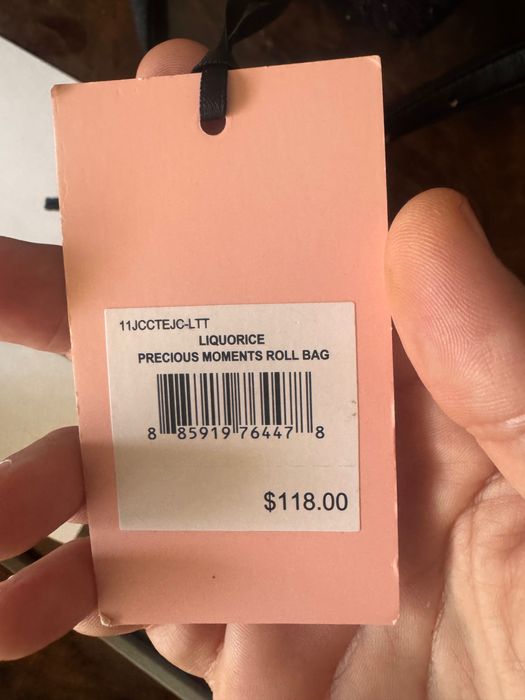 11JCCTEJC-LTT
LIQUORICE
PRECIOUS MOMENTS ROLL BAG
8 85919 76447 8
$118.00